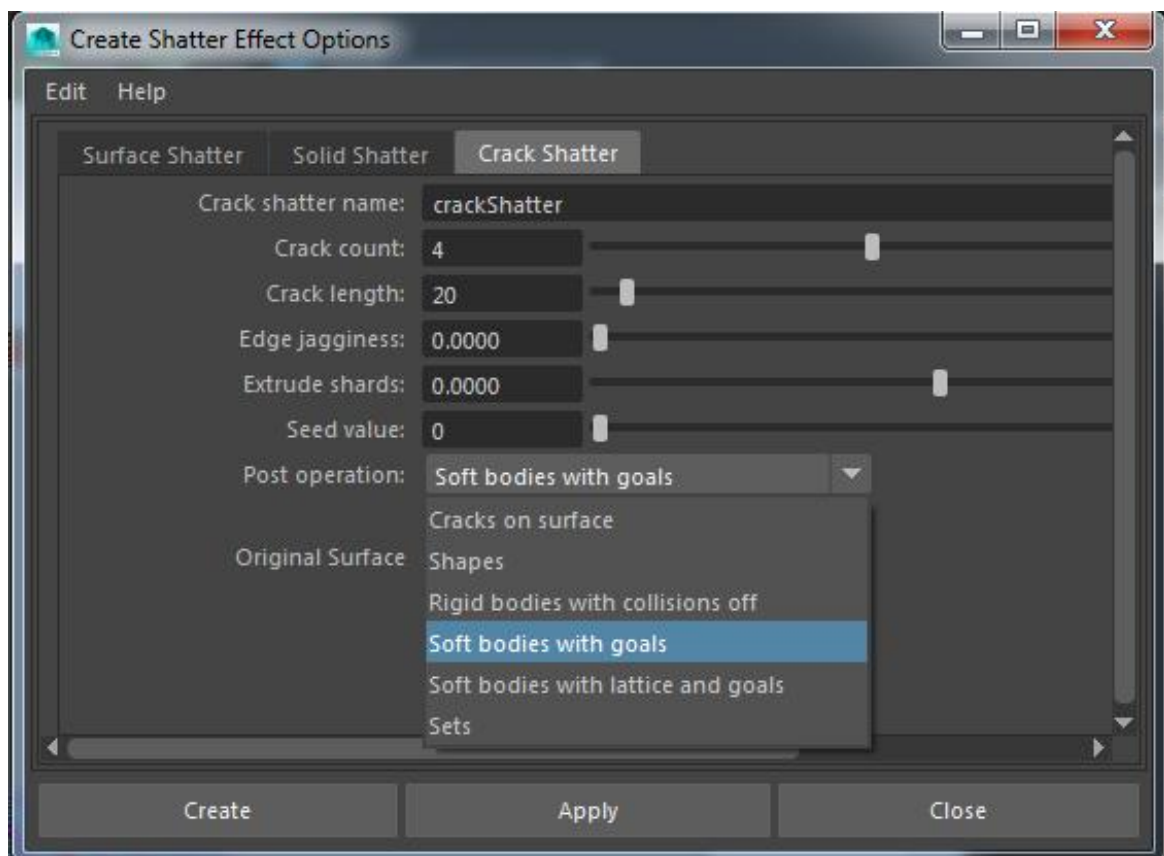 Create Shatter Effect Options
Edit Help
Surface Shatter Solid Shatter Crack Shatter
Crack shatter name: crackShatter
Crack count: 4
Crack length: 20
Edge jagginess: 0.0000
Extrude shards: 0.0000
Seed value: 0
Post operation: Soft bodies with goals
Cracks on surface
Original Surface Shapes
Rigid bodies with collisions off
Soft bodies with goals
Soft bodies with lattice and goals
Sets
Create Apply Close